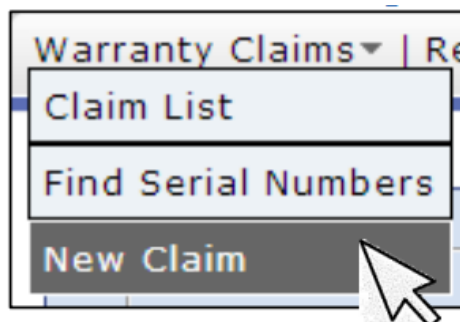 Warranty Claims ▾ | Re
Claim List
Find Serial Numbers
New Claim